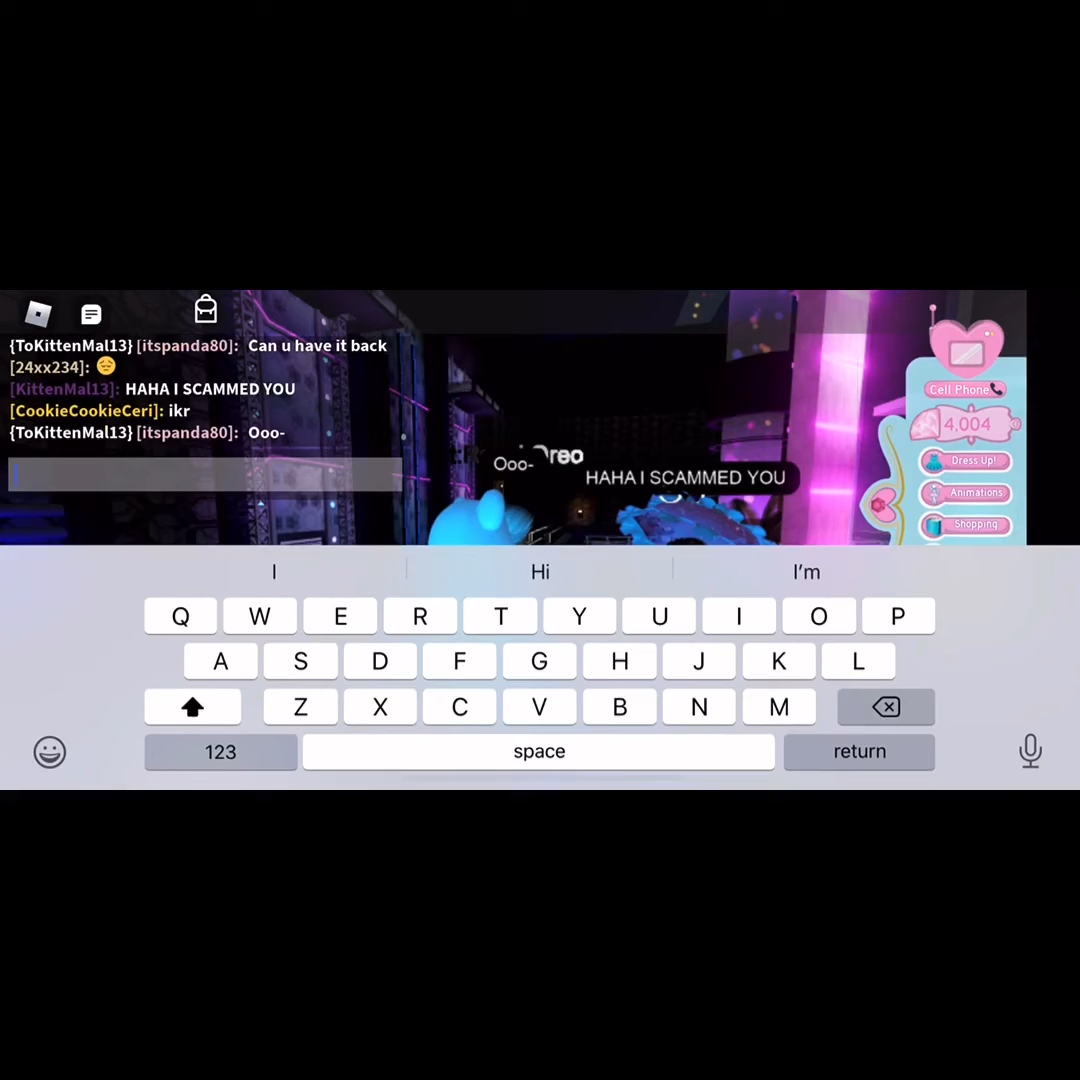 {ToKittenMal13} [itspanda80]: Can u have it back
[24xx234]: 😔
[KittenMal13]: HAHA I SCAMMED YOU
[CookieCookieCeri]: ikr
{ToKittenMal13} [itspanda80]: Ooo-
Ooo-
HAHA I SCAMMED YOU
Cell Phone
4,004
Dress Up!
Animations
Shopping
I Hi I'm
Q W E R T Y U I O P
A S D F G H J K L
Z X C V B N M
123 space return